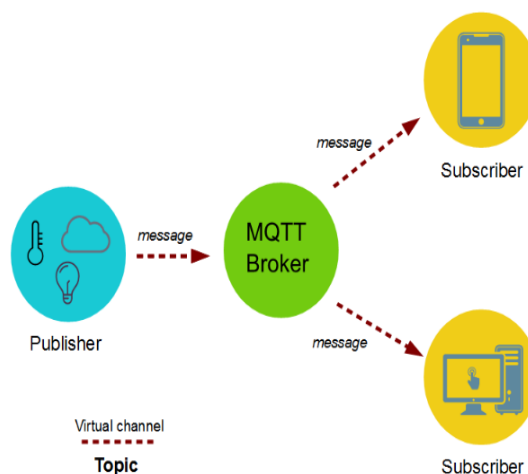 message
Subscriber
message
MQTT
Broker
Publisher
message
Virtual channel
Topic
Subscriber